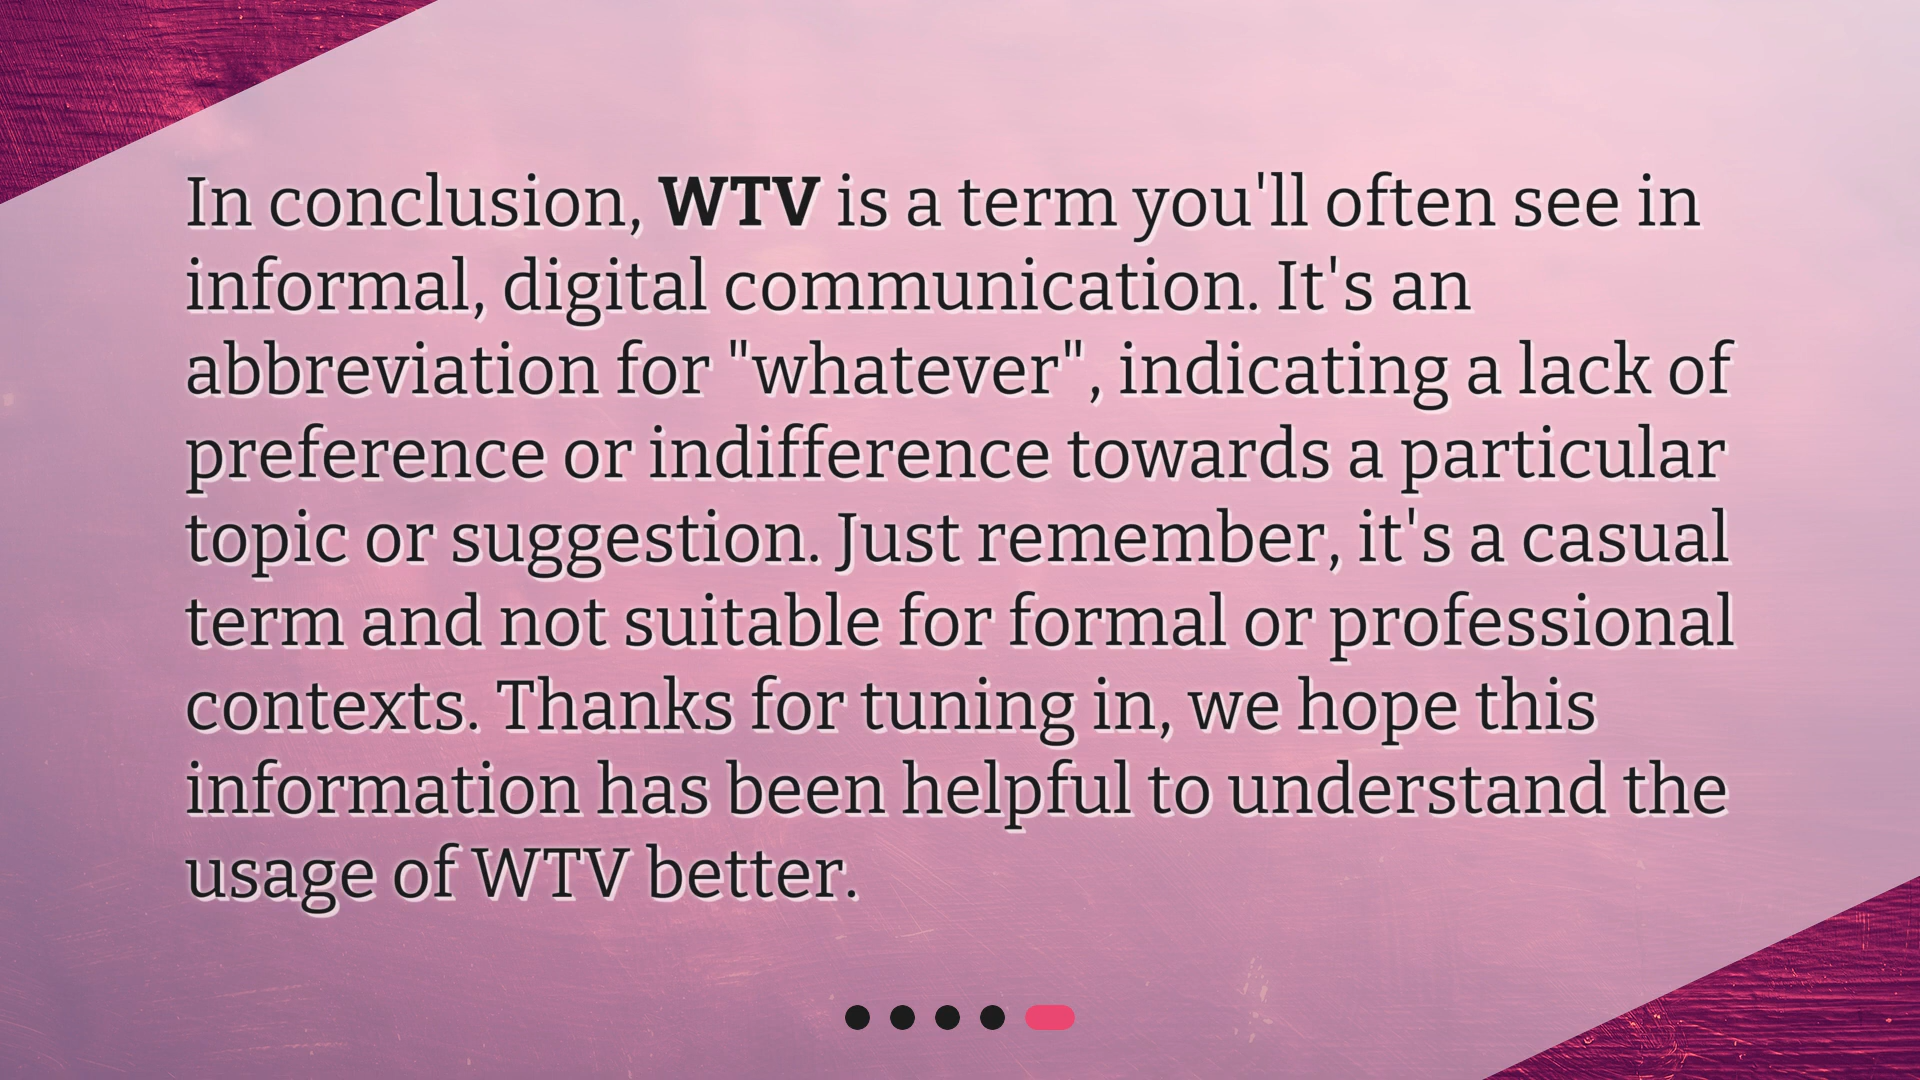 In conclusion, WTV is a term you'll often see in
informal, digital communication. It's an
abbreviation for "whatever", indicating a lack of
preference or indifference towards a particular
topic or suggestion. Just remember, it's a casual
term and not suitable for formal or professional
contexts. Thanks for tuning in, we hope this
information has been helpful to understand the
usage of WTV better.